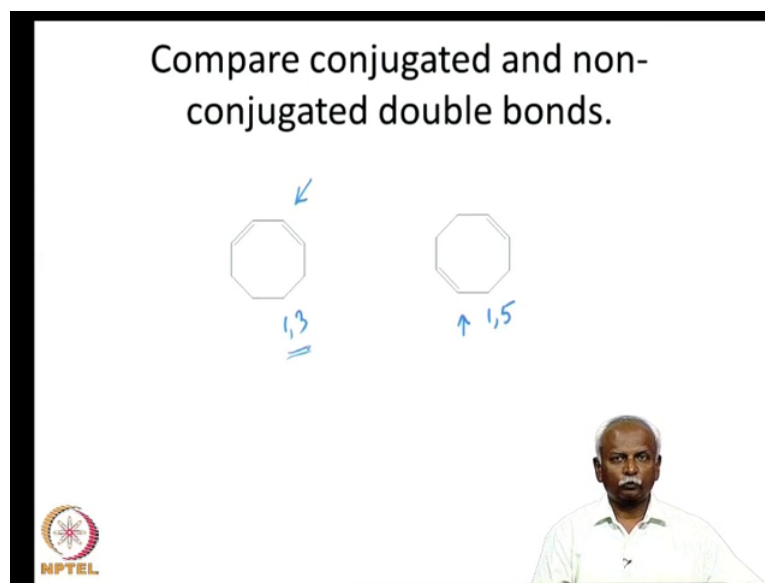 Compare conjugated and non-
conjugated double bonds.
1,3
1,5
NPTEL